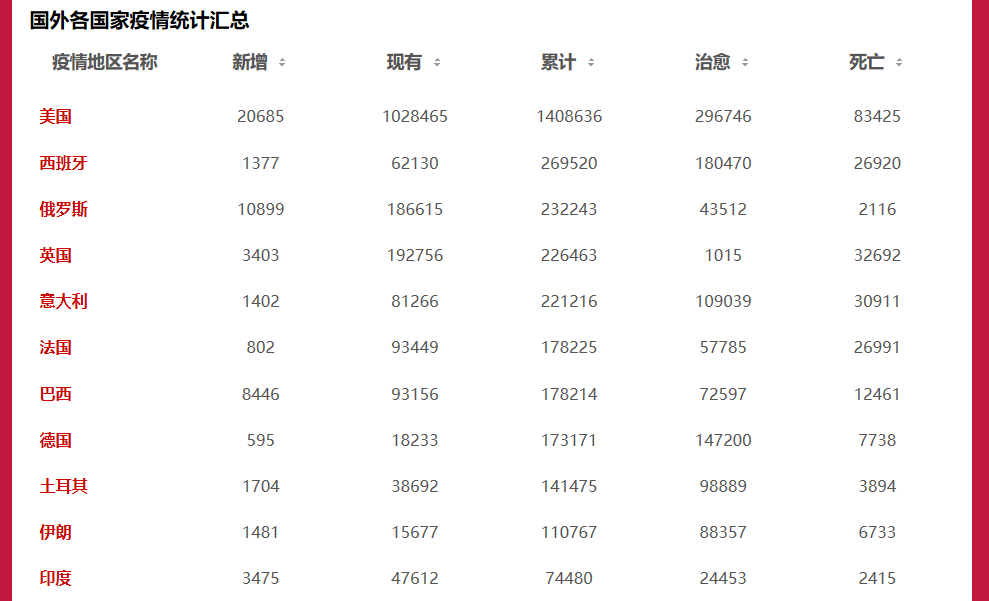 国外各国家疫情统计汇总
疫情地区名称 新增 现有 累计 治愈 死亡
美国 20685 1028465 1408636 296746 83425
西班牙 1377 62130 269520 180470 26920
俄罗斯 10899 186615 232243 43512 2116
英国 3403 192756 226463 1015 32692
意大利 1402 81266 221216 109039 30911
法国 802 93449 178225 57785 26991
巴西 8446 93156 178214 72597 12461
德国 595 18233 173171 147200 7738
土耳其 1704 38692 141475 98889 3894
伊朗 1481 15677 110767 88357 6733
印度 3475 47612 74480 24453 2415